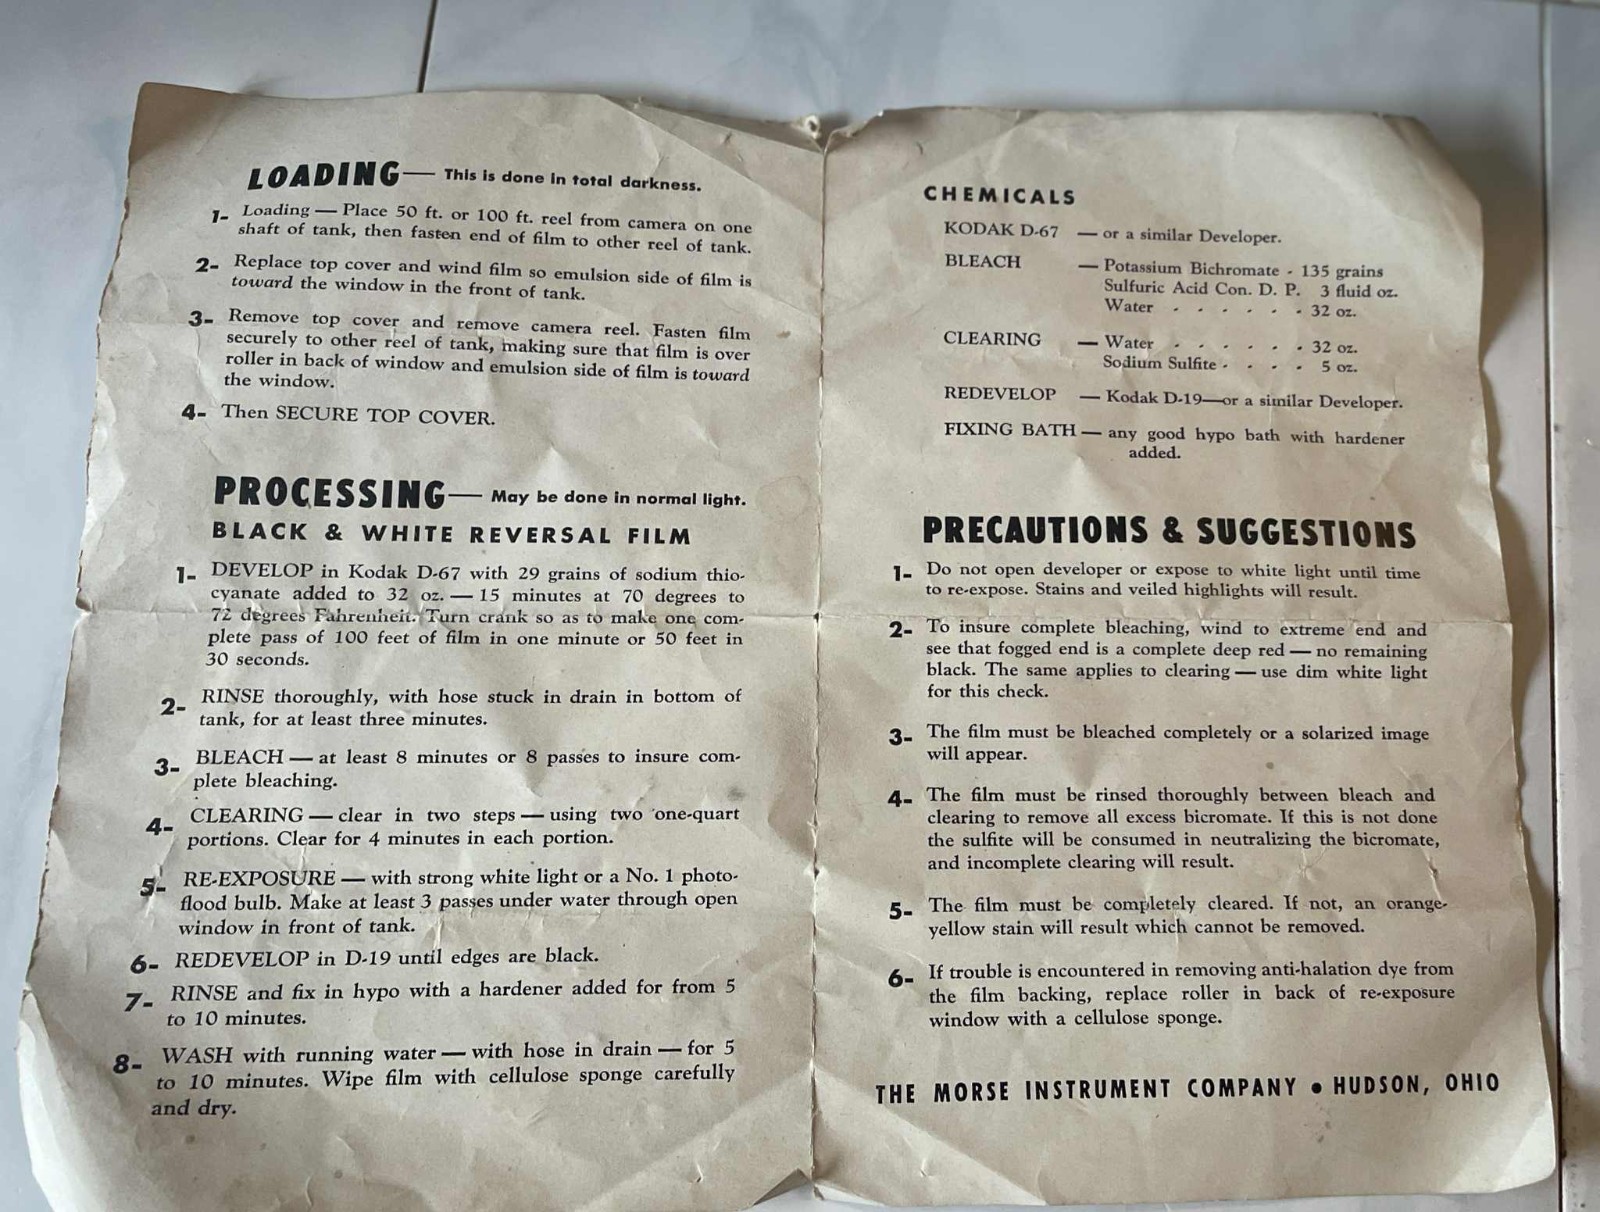 LOADING — This is done in total darkness.
1- Loading — Place 50 ft. or 100 ft. reel from camera on one
shaft of tank, then fasten end of film to other reel of tank.
2- Replace top cover and wind film so emulsion side of film is
toward the window in the front of tank.
3- Remove top cover and remove camera reel. Fasten film
securely to other reel of tank, making sure that film is over
roller in back of window and emulsion side of film is toward
the window.
4- Then SECURE TOP COVER.
PROCESSING — May be done in normal light.
BLACK & WHITE REVERSAL FILM
1- DEVELOP in Kodak D-67 with 29 grains of sodium thio-
cyanate added to 32 oz. — 15 minutes at 70 degrees to
72 degrees Fahrenheit. Turn crank so as to make one com-
plete pass of 100 feet of film in one minute or 50 feet in
30 seconds.
2- RINSE thoroughly, with hose stuck in drain in bottom of
tank, for at least three minutes.
3- BLEACH — at least 8 minutes or 8 passes to insure com-
plete bleaching.
4- CLEARING — clear in two steps — using two one-quart
portions. Clear for 4 minutes in each portion.
5- RE-EXPOSURE — with strong white light or a No. 1 photo-
flood bulb. Make at least 3 passes under water through open
window in front of tank.
6- REDEVELOP in D-19 until edges are black.
7- RINSE and fix in hypo with a hardener added for from 5
to 10 minutes.
8- WASH with running water — with hose in drain — for 5
to 10 minutes. Wipe film with cellulose sponge carefully
and dry.
CHEMICALS
KODAK D-67 — or a similar Developer.
BLEACH — Potassium Bichromate - 135 grains
Sulfuric Acid Con. D. P. 3 fluid oz.
Water - - - - - - 32 oz.
CLEARING — Water - - - - - - 32 oz.
Sodium Sulfite - - - - 5 oz.
REDEVELOP — Kodak D-19—or a similar Developer.
FIXING BATH — any good hypo bath with hardener
added.
PRECAUTIONS & SUGGESTIONS
1- Do not open developer or expose to white light until time
to re-expose. Stains and veiled highlights will result.
2- To insure complete bleaching, wind to extreme end and
see that fogged end is a complete deep red — no remaining
black. The same applies to clearing — use dim white light
for this check.
3- The film must be bleached completely or a solarized image
will appear.
4- The film must be rinsed thoroughly between bleach and
clearing to remove all excess bicromate. If this is not done
the sulfite will be consumed in neutralizing the bicromate,
and incomplete clearing will result.
5- The film must be completely cleared. If not, an orange-
yellow stain will result which cannot be removed.
6- If trouble is encountered in removing anti-halation dye from
the film backing, replace roller in back of re-exposure
window with a cellulose sponge.
THE MORSE INSTRUMENT COMPANY • HUDSON, OHIO